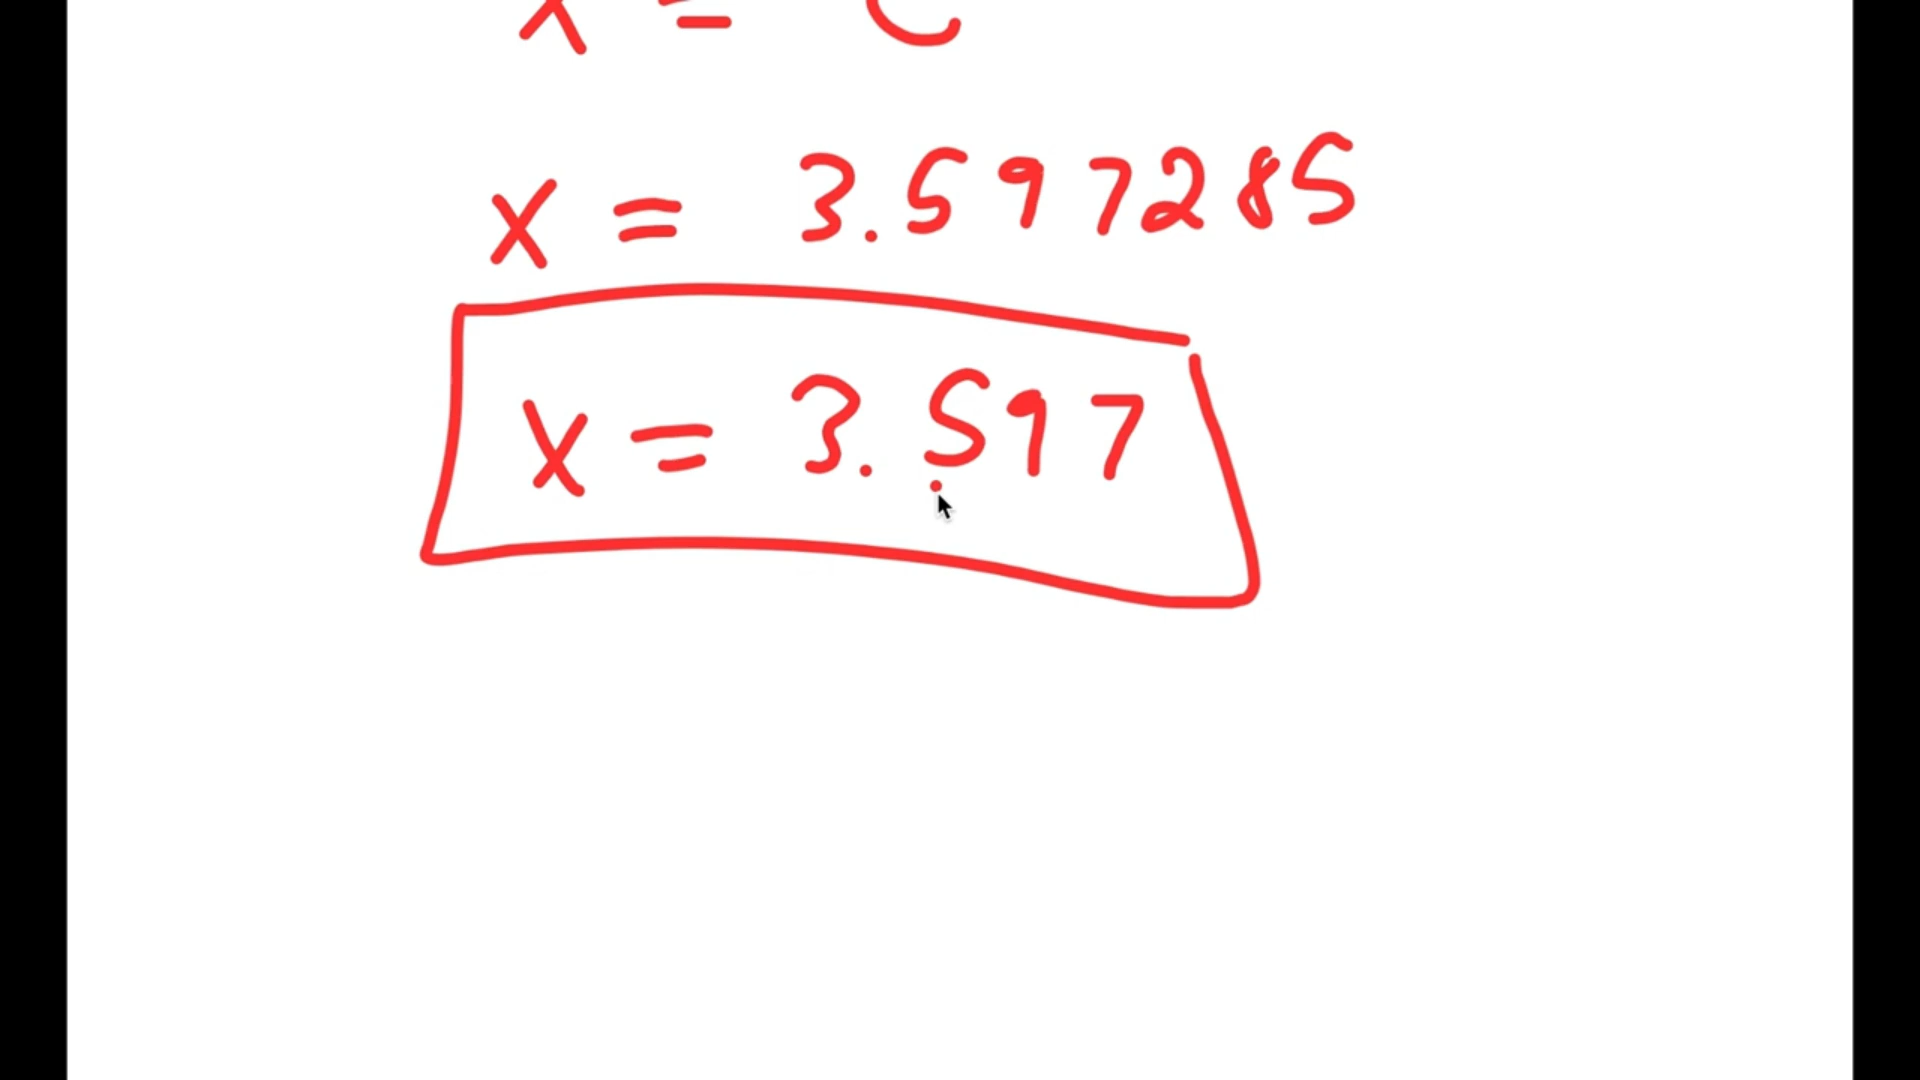 x =
x = 3.597285
x = 3.597